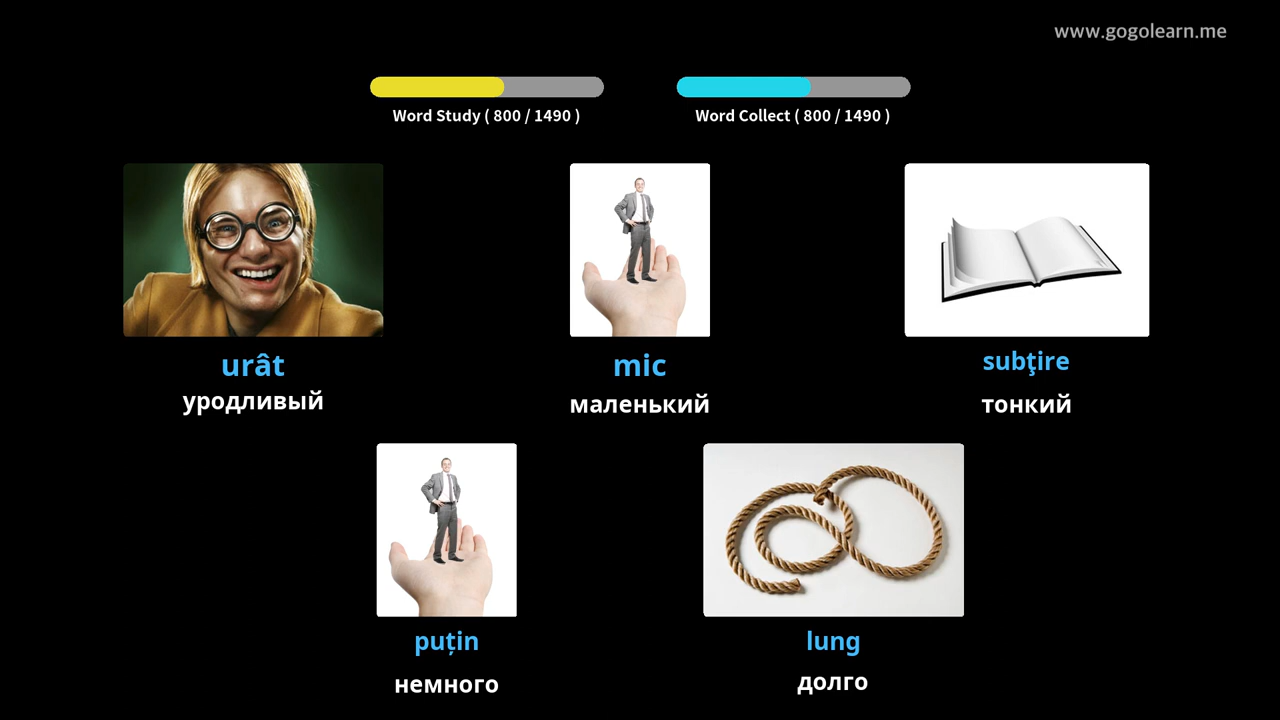 www.gogolearn.me
Word Study ( 800 / 1490 )
Word Collect ( 800 / 1490 )
urât
mic
subţire
уродливый
маленький
тонкий
puțin
lung
немного
долго